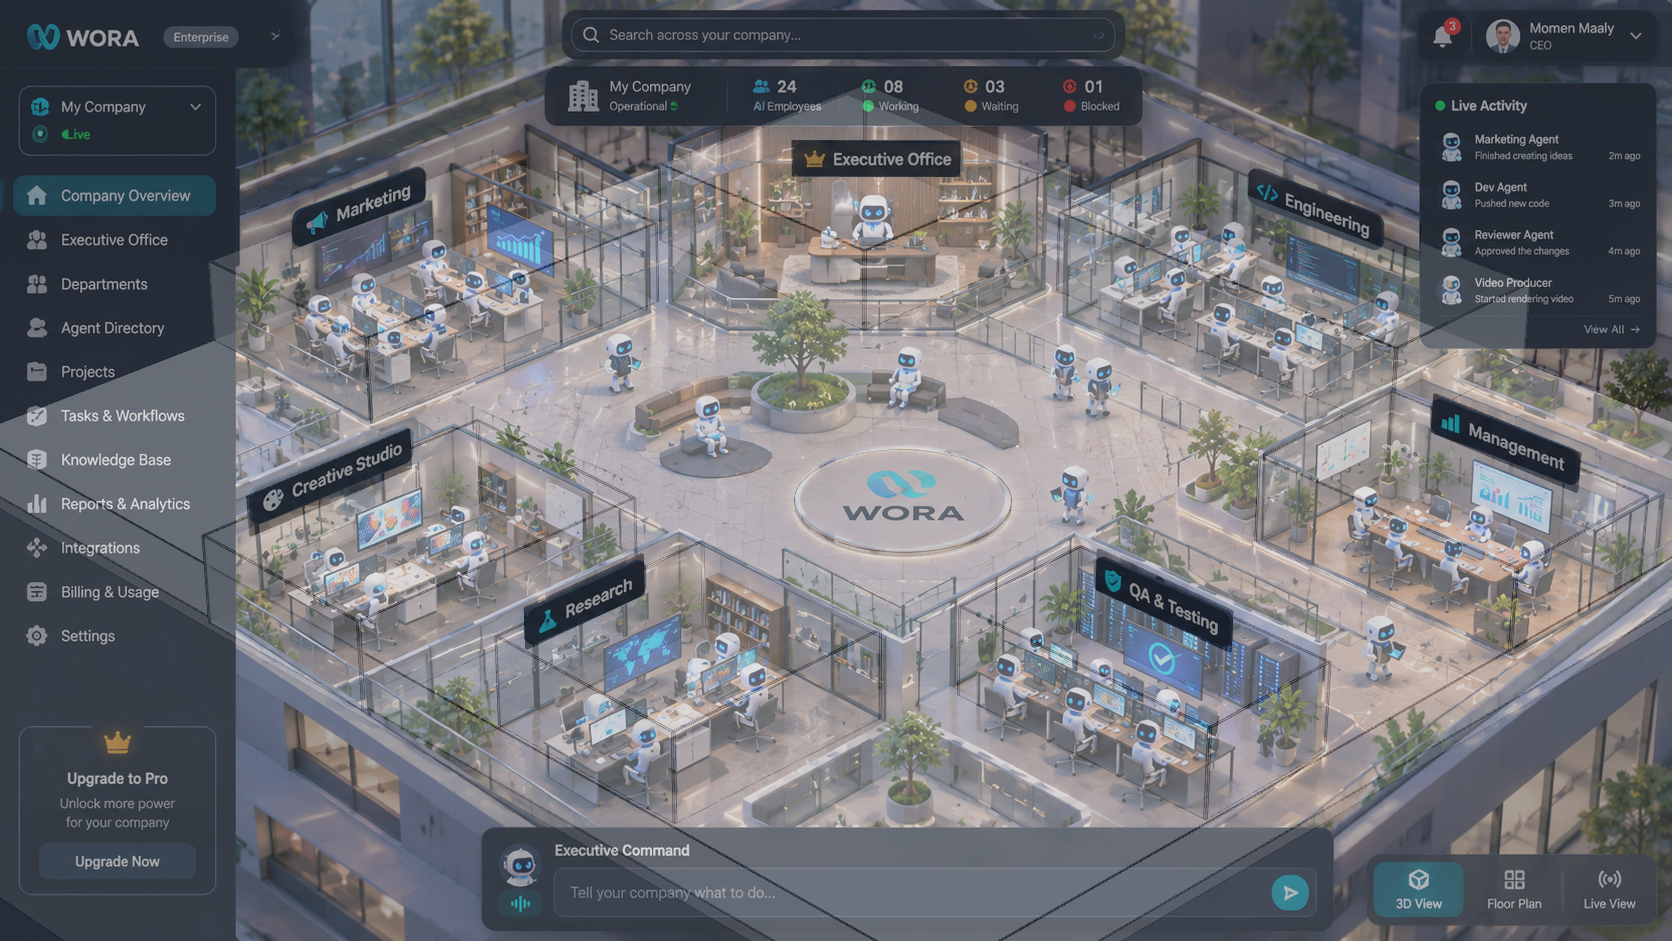 WORA
Enterprise
Search across your company...
3
Momen Maaly
CEO
My Company
Live
My Company
Operational
24
AI Employees
08
Working
03
Waiting
01
Blocked
Live Activity
Marketing Agent
Finished creating ideas
2m ago
Dev Agent
Pushed new code
3m ago
Reviewer Agent
Approved the changes
4m ago
Video Producer
Started rendering video
5m ago
View All →
Company Overview
Executive Office
Departments
Agent Directory
Projects
Tasks & Workflows
Knowledge Base
Reports & Analytics
Integrations
Billing & Usage
Settings
Upgrade to Pro
Unlock more power
for your company
Upgrade Now
Marketing
Executive Office
</> Engineering
Creative Studio
Management
WORA
Research
QA & Testing
Executive Command
Tell your company what to do...
3D View
Floor Plan
Live View